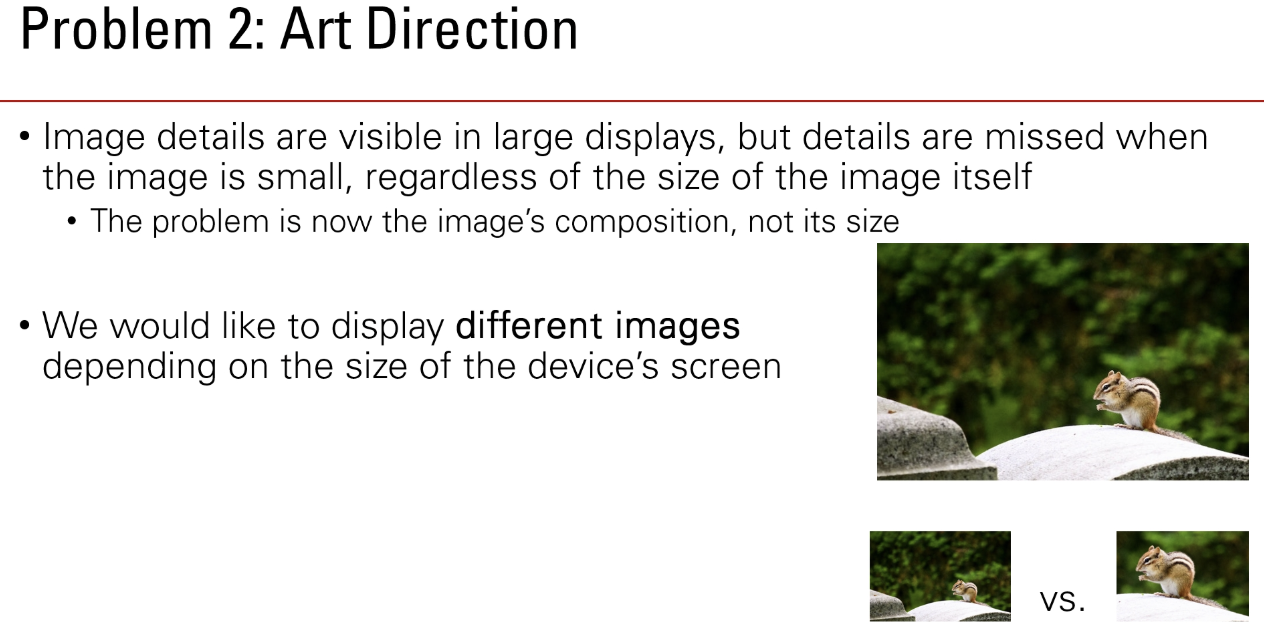 Problem 2: Art Direction
• Image details are visible in large displays, but details are missed when
the image is small, regardless of the size of the image itself
• The problem is now the image’s composition, not its size
• We would like to display different images
depending on the size of the device’s screen
vs.